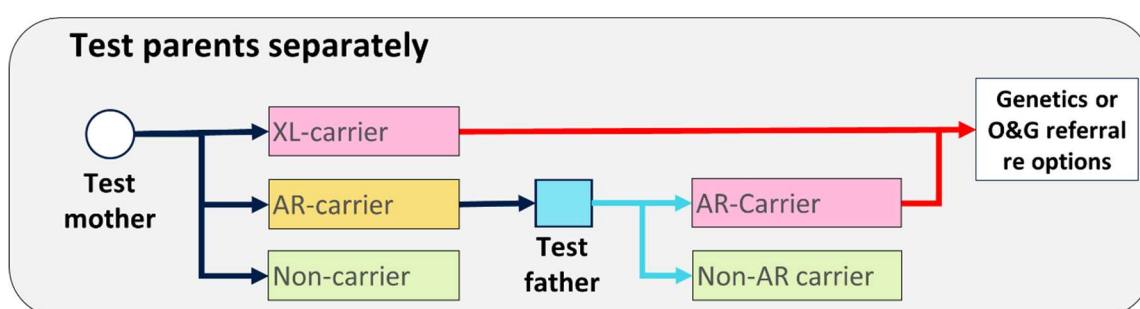 Test parents separately
XL-carrier
Genetics or
O&G referral
re options
Test
mother
AR-carrier
Test
father
AR-Carrier
Non-carrier
Non-AR carrier